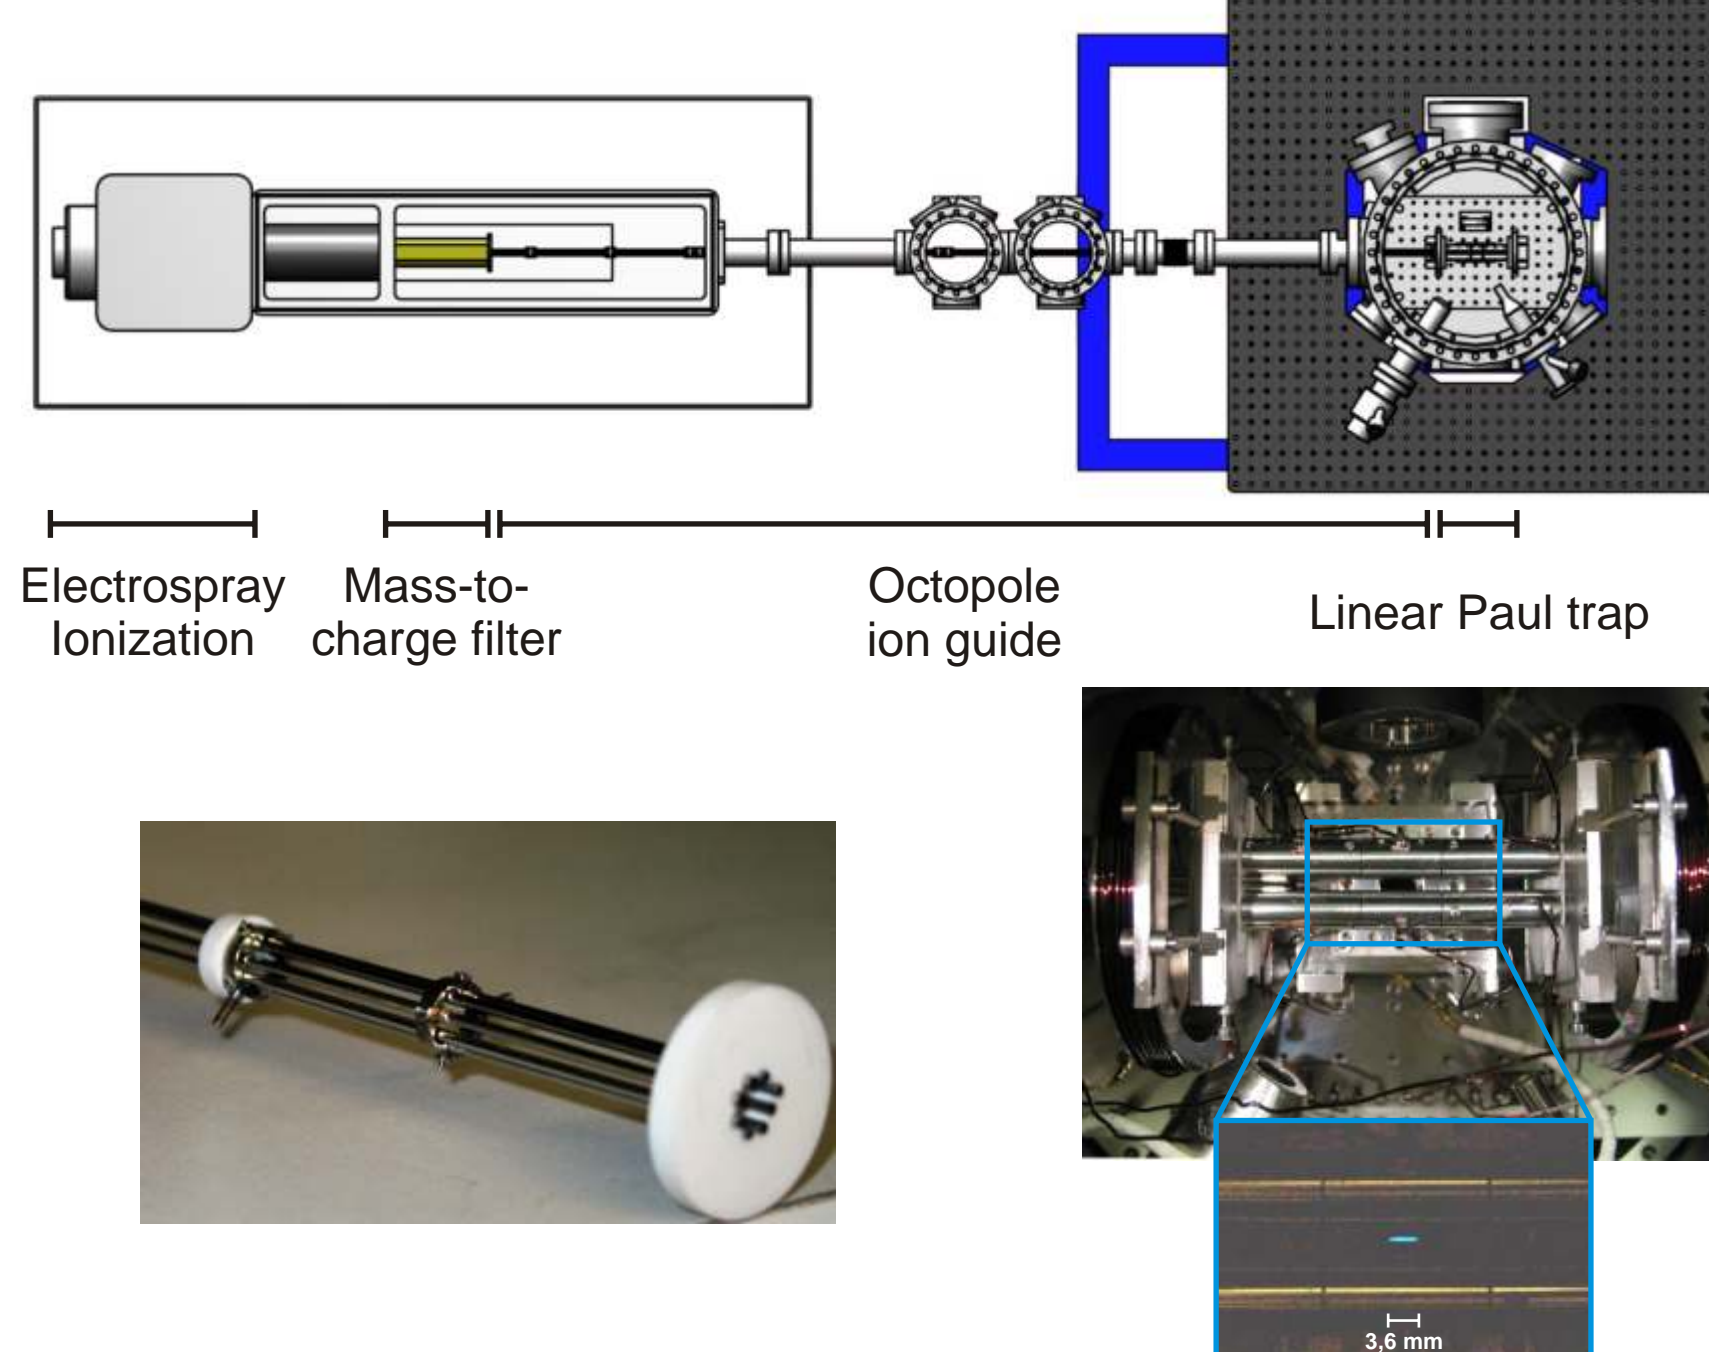 Electrospray
Ionization
Mass-to-
charge filter
Octopole
ion guide
Linear Paul trap
3,6 mm